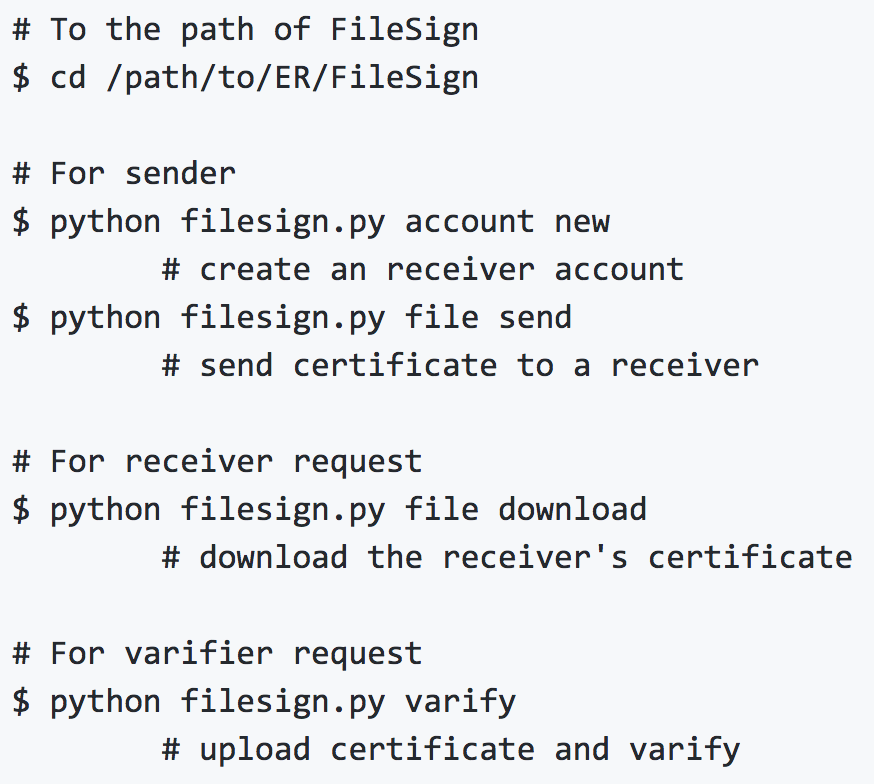 # To the path of FileSign
$ cd /path/to/ER/FileSign
# For sender
$ python filesign.py account new
# create an receiver account
$ python filesign.py file send
# send certificate to a receiver
# For receiver request
$ python filesign.py file download
# download the receiver's certificate
# For varifier request
$ python filesign.py varify
# upload certificate and varify